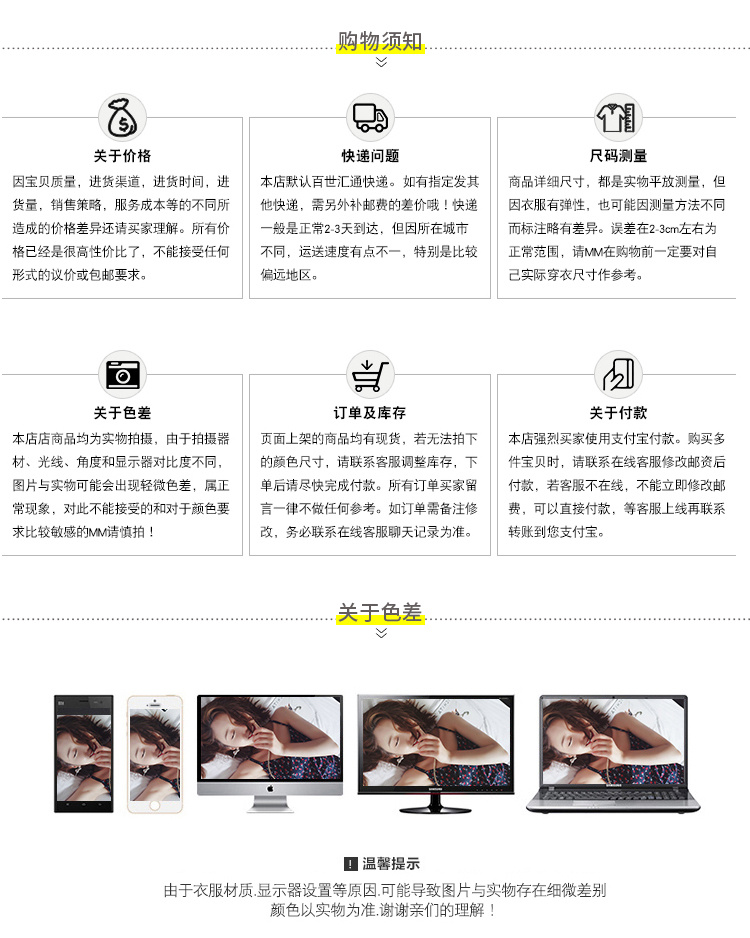 购物须知
关于价格
因宝贝质量，进货渠道，进货时间，进
货量，销售策略，服务成本等的不同所
造成的价格差异还请买家理解。所有价
格已经是很高性价比了，不能接受任何
形式的议价或包邮要求。
快递问题
本店默认百世汇通快递。如有指定发其
他快递，需另外补邮费的差价哦！快递
一般是正常2-3天到达，但因所在城市
不同，运送速度有点不一，特别是比较
偏远地区。
尺码测量
商品详细尺寸，都是实物平放测量，但
因衣服有弹性，也可能因测量方法不同
而标注略有差异。误差在2-3cm左右为
正常范围，请MM在购物前一定要对自
己实际穿衣尺寸作参考。
关于色差
本店店商品均为实物拍摄，由于拍摄器
材、光线、角度和显示器对比度不同，
图片与实物可能会出现轻微色差，属正
常现象，对此不能接受的和对于颜色要
求比较敏感的MM请慎拍！
订单及库存
页面上架的商品均有现货，若无法拍下
的颜色尺寸，请联系客服调整库存，下
单后请尽快完成付款。所有订单买家留
言一律不做任何参考。如订单需备注修
改，务必联系在线客服聊天记录为准。
关于付款
本店强烈买家使用支付宝付款。购买多
件宝贝时，请联系在线客服修改邮资后
付款，若客服不在线，不能立即修改邮
费，可以直接付款，等客服上线再联系
转账到您支付宝。
关于色差
SAMSUNG
SAMSUNG
! 温馨提示
由于衣服材质.显示器设置等原因.可能导致图片与实物存在细微差别
颜色以实物为准.谢谢亲们的理解！